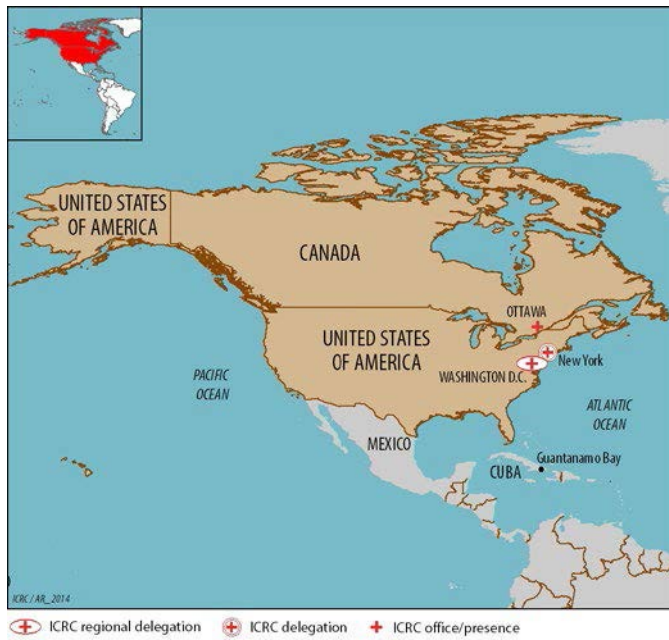 UNITED STATES
OF AMERICA
CANADA
OTTAWA
UNITED STATES
OF AMERICA
New York
WASHINGTON D.C.
PACIFIC
OCEAN
ATLANTIC
OCEAN
MEXICO
Guantanamo Bay
CUBA
ICRC / AR_2014
ICRC regional delegation
ICRC delegation
ICRC office/presence